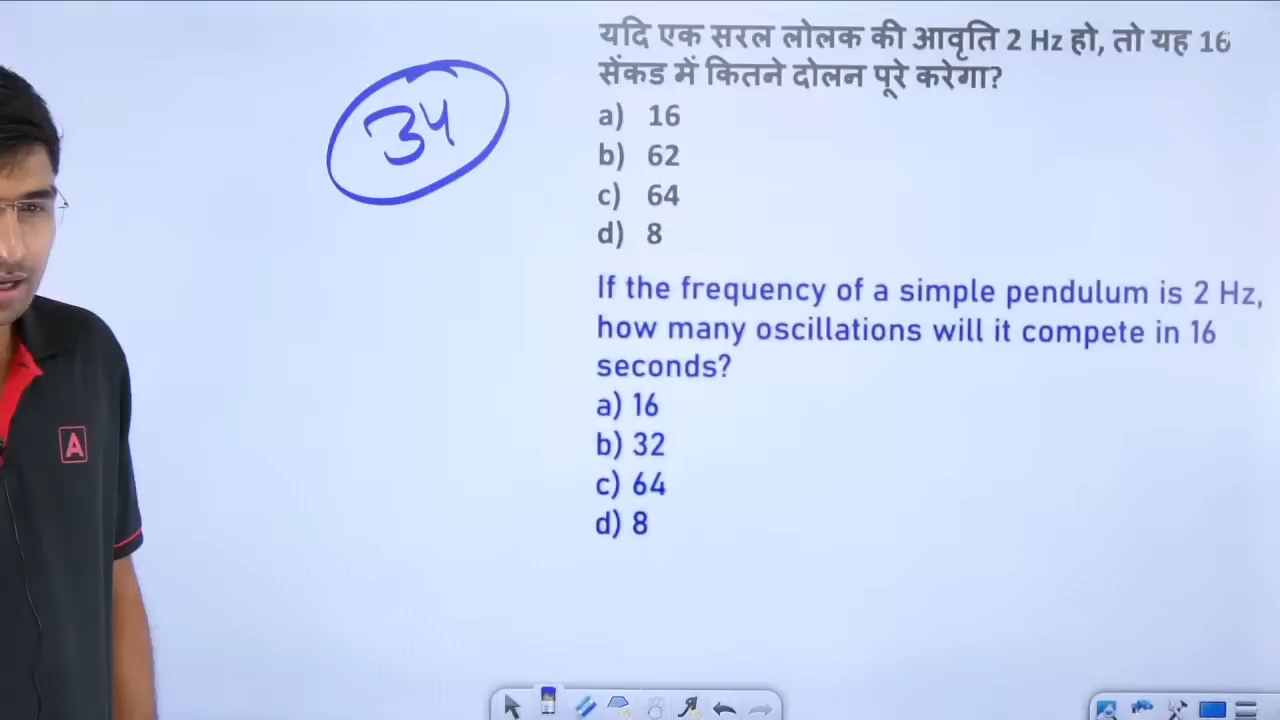 34
यदि एक सरल लोलक की आवृति 2 Hz हो, तो यह 16
सेंकड में कितने दोलन पूरे करेगा?
a) 16
b) 62
c) 64
d) 8
If the frequency of a simple pendulum is 2 Hz,
how many oscillations will it compete in 16
seconds?
a) 16
b) 32
c) 64
d) 8
A